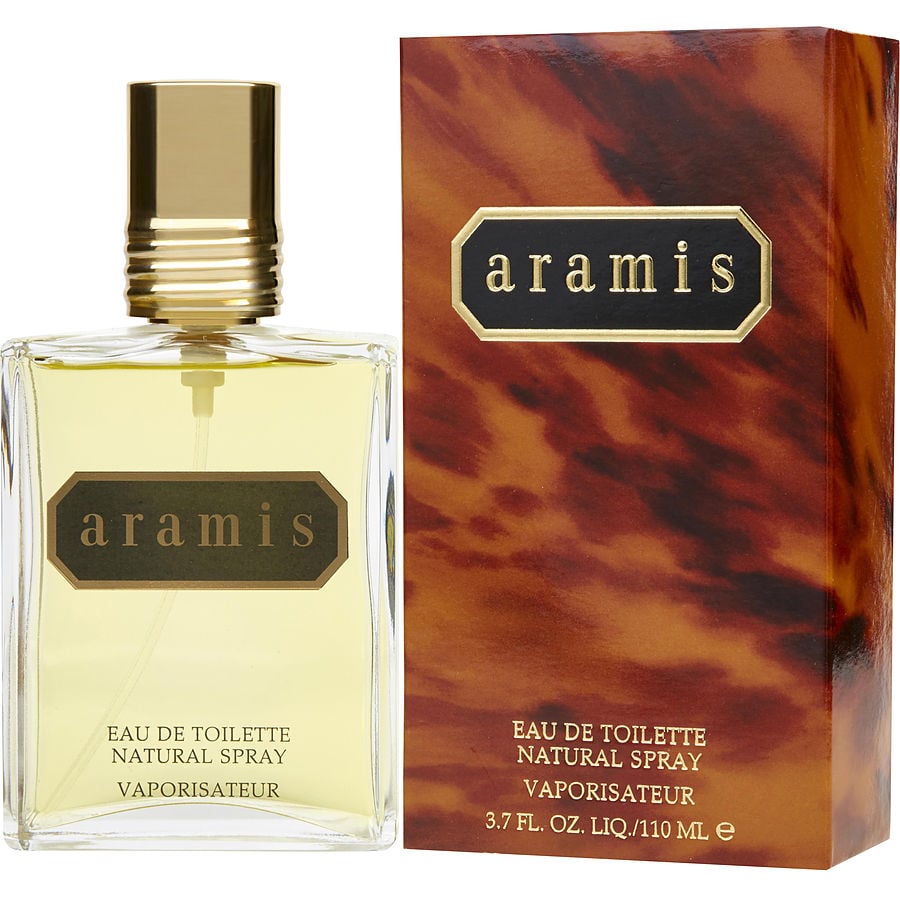 aramis
EAU DE TOILETTE
NATURAL SPRAY
VAPORISATEUR
aramis
EAU DE TOILETTE
NATURAL SPRAY
VAPORISATEUR
3.7 FL. OZ. LIQ./110 ML ℮